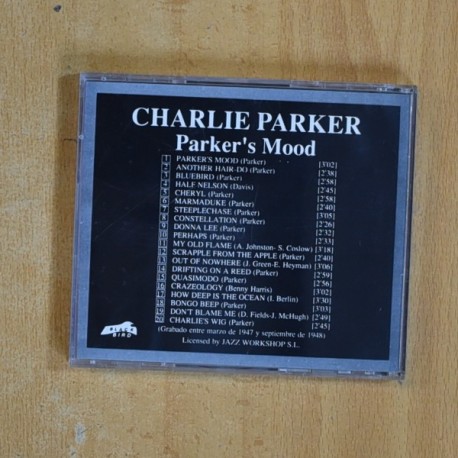 CHARLIE PARKER
Parker's Mood
1 PARKER'S MOOD (Parker) [3'02]
2 ANOTHER HAIR-DO (Parker) [2'38]
3 BLUEBIRD (Parker) [2'58]
4 HALF NELSON (Davis) [2'45]
5 CHERYL (Parker) [2'58]
6 MARMADUKE (Parker) [2'40]
7 STEEPLECHASE (Parker) [3'05]
8 CONSTELLATION (Parker) [2'26]
9 DONNA LEE (Parker) [2'32]
10 PERHAPS (Parker) [2'33]
11 MY OLD FLAME (A. Johnston- S. Coslow) [3'18]
12 SCRAPPLE FROM THE APPLE (Parker) [2'40]
13 OUT OF NOWHERE (J. Green-E. Heyman) [3'06]
14 DRIFTING ON A REED (Parker) [2'59]
15 QUASIMODO (Parker) [2'56]
16 CRAZEOLOGY (Benny Harris) [3'02]
17 HOW DEEP IS THE OCEAN (I. Berlin) [3'30]
18 BONGO BEEP (Parker) [3'03]
19 DON'T BLAME ME (D. Fields-J. McHugh) [2'49]
20 CHARLIE'S WIG (Parker) [2'45]
(Grabado entre marzo de 1947 y septiembre de 1948)
Licensed by JAZZ WORKSHOP S.L.
BLACK
BIRD